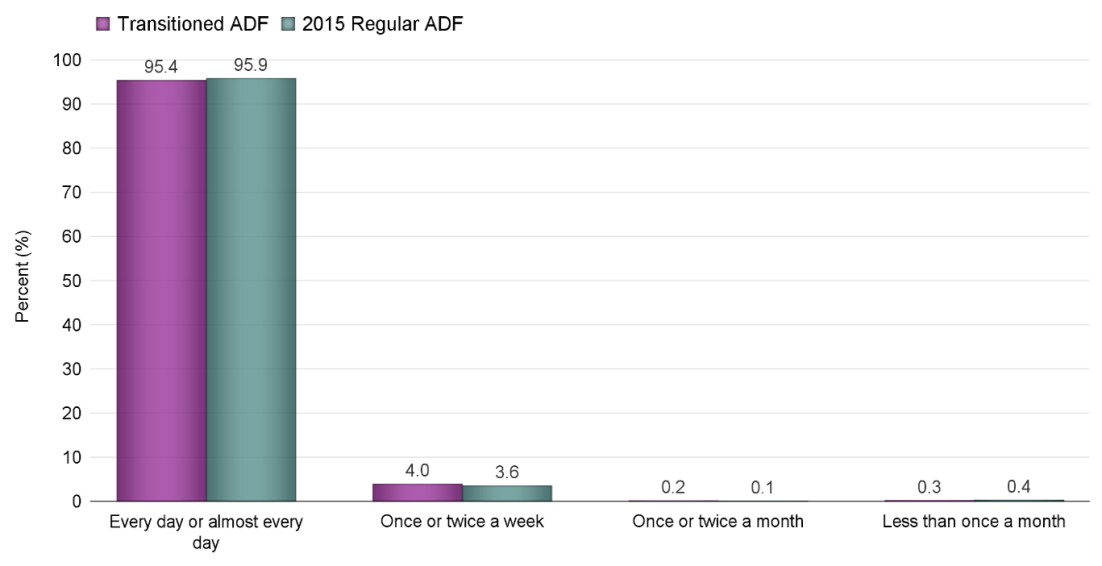 Transitioned ADF 2015 Regular ADF
Percent (%)
100
90
80
70
60
50
40
30
20
10
0
95.4 95.9
4.0 3.6
0.2 0.1
0.3 0.4
Every day or almost every
day
Once or twice a week
Once or twice a month
Less than once a month